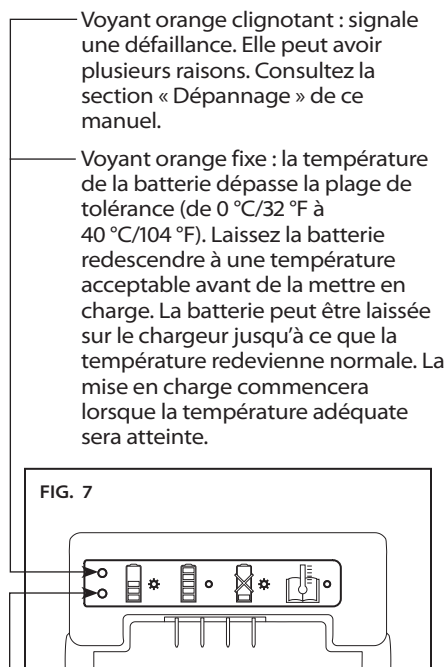 Voyant orange clignotant : signale
une défaillance. Elle peut avoir
plusieurs raisons. Consultez la
section « Dépannage » de ce
manuel.
Voyant orange fixe : la température
de la batterie dépasse la plage de
tolérance (de 0 °C/32 °F à
40 °C/104 °F). Laissez la batterie
redescendre à une température
acceptable avant de la mettre en
charge. La batterie peut être laissée
sur le chargeur jusqu’à ce que la
température redevienne normale. La
mise en charge commencera
lorsque la température adéquate
sera atteinte.
FIG. 7